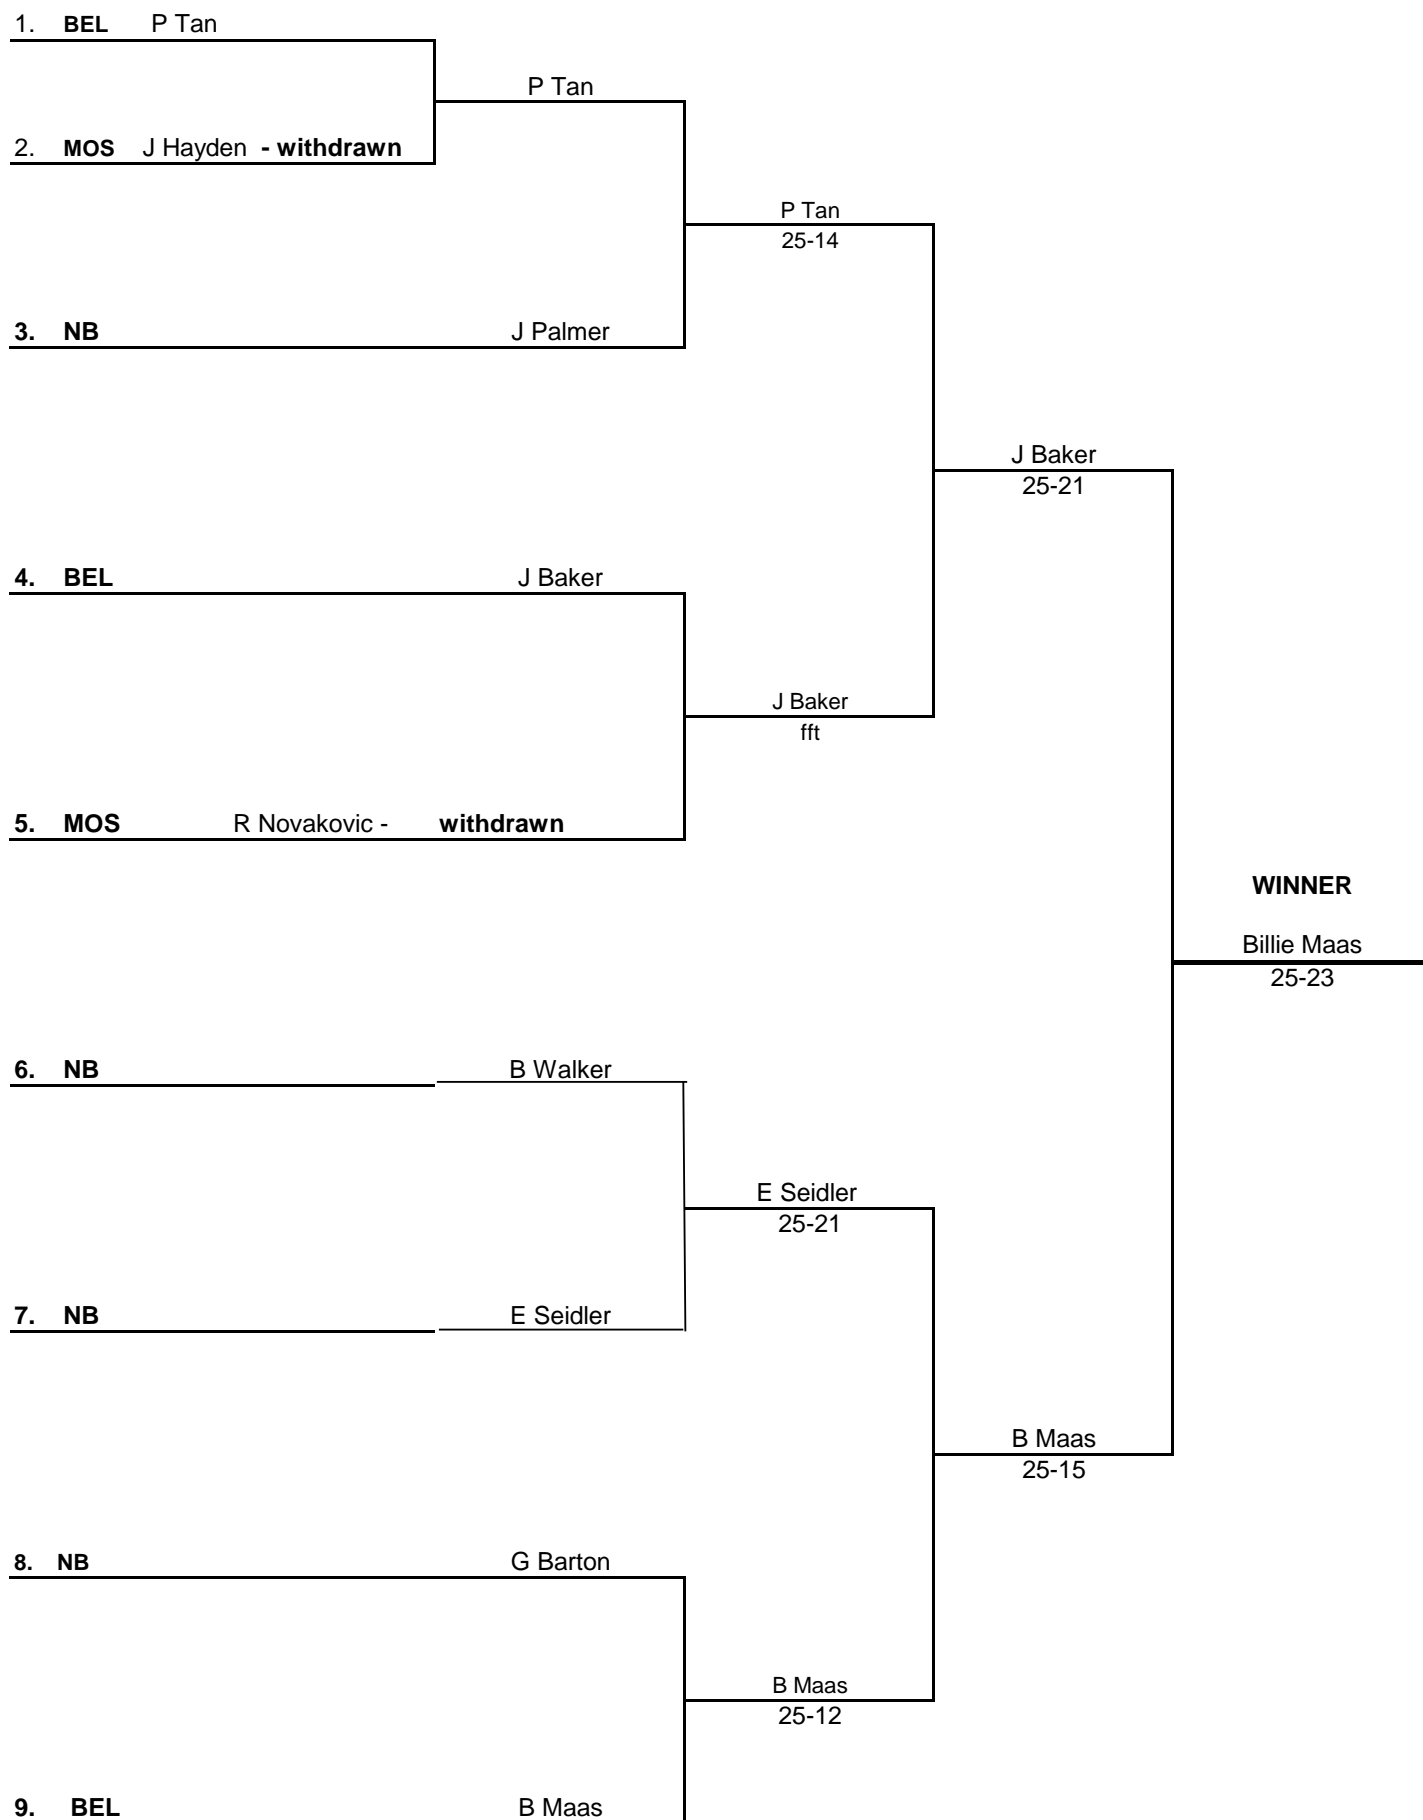 1. BEL P Tan
P Tan
2. MOS J Hayden - withdrawn
P Tan
25-14
3. NB J Palmer
J Baker
25-21
4. BEL J Baker
J Baker
fft
5. MOS R Novakovic - withdrawn
WINNER
Billie Maas
25-23
6. NB B Walker
E Seidler
25-21
7. NB E Seidler
B Maas
25-15
8. NB G Barton
B Maas
25-12
9. BEL B Maas